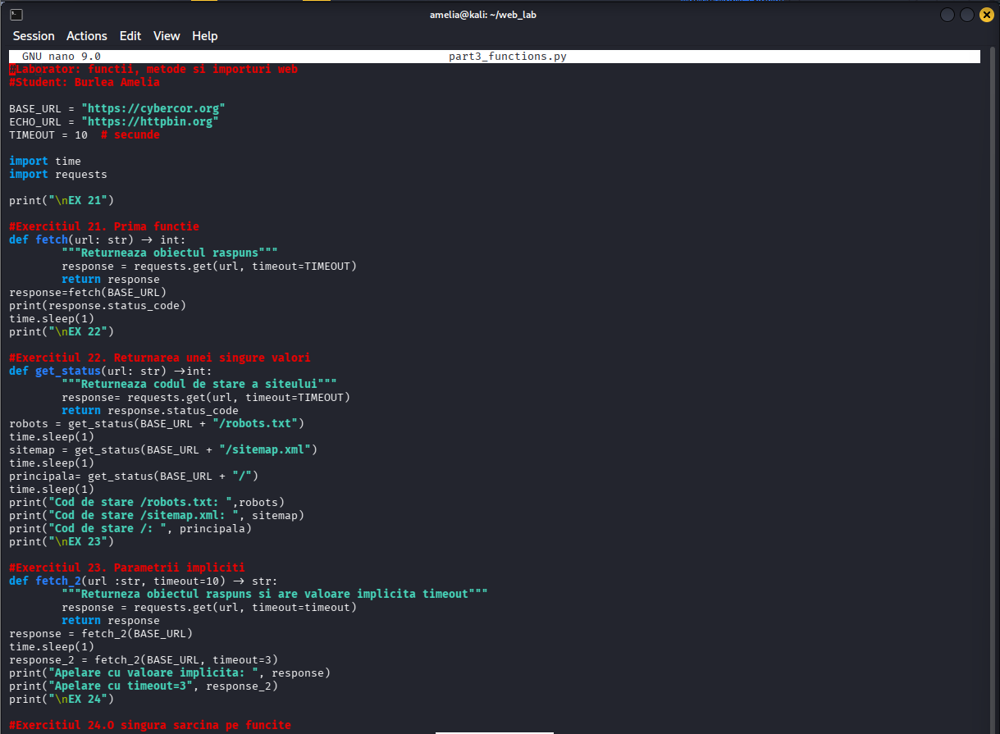 amelia@kali: ~/web_lab
Session Actions Edit View Help
GNU nano 9.0 part3_functions.py
#Laborator: functii, metode si importuri web
#Student: Burlea Amelia
BASE_URL = "https://cybercor.org"
ECHO_URL = "https://httpbin.org"
TIMEOUT = 10 # secunde
import time
import requests
print("\nEX 21")
#Exercitiul 21. Prima functie
def fetch(url: str) -> int:
"""Returneaza obiectul raspuns"""
response = requests.get(url, timeout=TIMEOUT)
return response
response=fetch(BASE_URL)
print(response.status_code)
time.sleep(1)
print("\nEX 22")
#Exercitiul 22. Returnarea unei singure valori
def get_status(url: str) ->int:
"""Returneaza codul de stare a siteului"""
response= requests.get(url, timeout=TIMEOUT)
return response.status_code
robots = get_status(BASE_URL + "/robots.txt")
time.sleep(1)
sitemap = get_status(BASE_URL + "/sitemap.xml")
time.sleep(1)
principala= get_status(BASE_URL + "/")
time.sleep(1)
print("Cod de stare /robots.txt: ",robots)
print("Cod de stare /sitemap.xml: ", sitemap)
print("Cod de stare /: ", principala)
print("\nEX 23")
#Exercitiul 23. Parametrii impliciti
def fetch_2(url :str, timeout=10) -> str:
"""Returneza obiectul raspuns si are valoare implicita timeout"""
response = requests.get(url, timeout=timeout)
return response
response = fetch_2(BASE_URL)
time.sleep(1)
response_2 = fetch_2(BASE_URL, timeout=3)
print("Apelare cu valoare implicita: ", response)
print("Apelare cu timeout=3", response_2)
print("\nEX 24")
#Exercitiul 24.O singura sarcina pe funcite